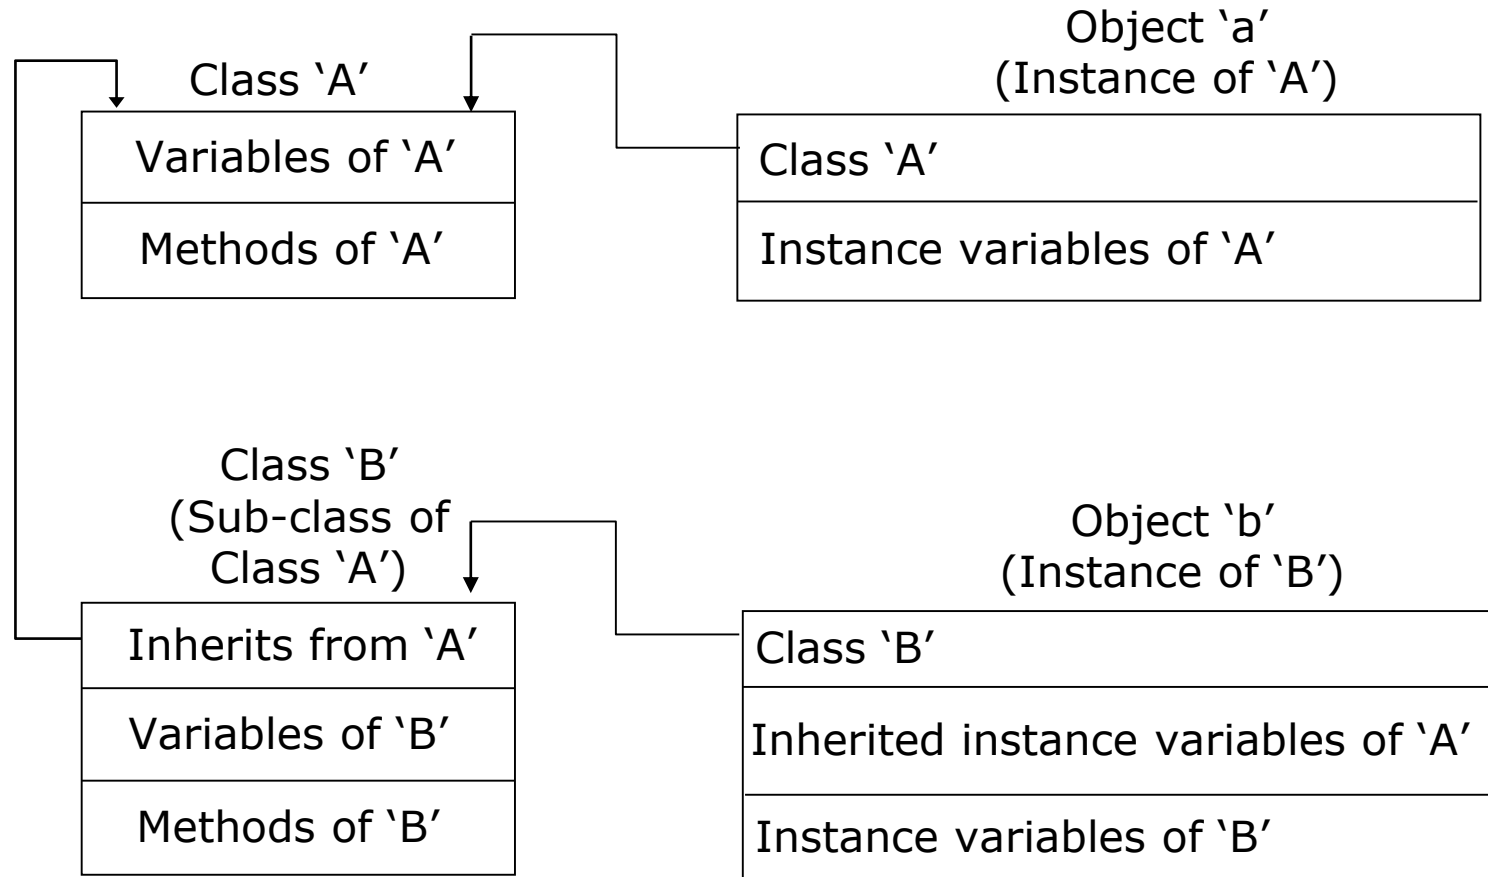 Class ‘A’
Variables of ‘A’
Methods of ‘A’
Object ‘a’
(Instance of ‘A’)
Class ‘A’
Instance variables of ‘A’
Class ‘B’
(Sub-class of
Class ‘A’)
Inherits from ‘A’
Variables of ‘B’
Methods of ‘B’
Object ‘b’
(Instance of ‘B’)
Class ‘B’
Inherited instance variables of ‘A’
Instance variables of ‘B’